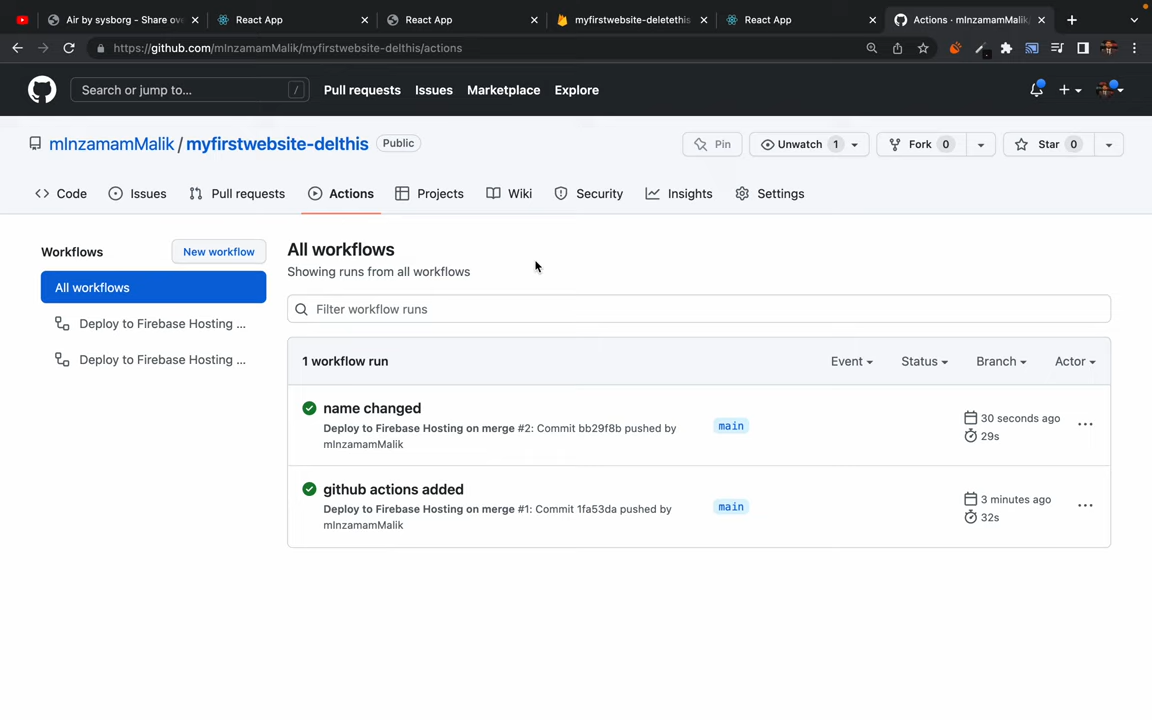 Air by sysborg - Share ove
React App
React App
myfirstwebsite-deletethis
React App
Actions · mInzamamMalik/
https://github.com/mInzamamMalik/myfirstwebsite-delthis/actions
Search or jump to... /
Pull requests
Issues
Marketplace
Explore
mInzamamMalik / myfirstwebsite-delthis Public
Pin
Unwatch 1
Fork 0
Star 0
Code
Issues
Pull requests
Actions
Projects
Wiki
Security
Insights
Settings
Workflows
New workflow
All workflows
Deploy to Firebase Hosting ...
Deploy to Firebase Hosting ...
All workflows
Showing runs from all workflows
Filter workflow runs
1 workflow run
Event
Status
Branch
Actor
name changed
Deploy to Firebase Hosting on merge #2: Commit bb29f8b pushed by
mInzamamMalik
main
30 seconds ago
29s
github actions added
Deploy to Firebase Hosting on merge #1: Commit 1fa53da pushed by
mInzamamMalik
main
3 minutes ago
32s